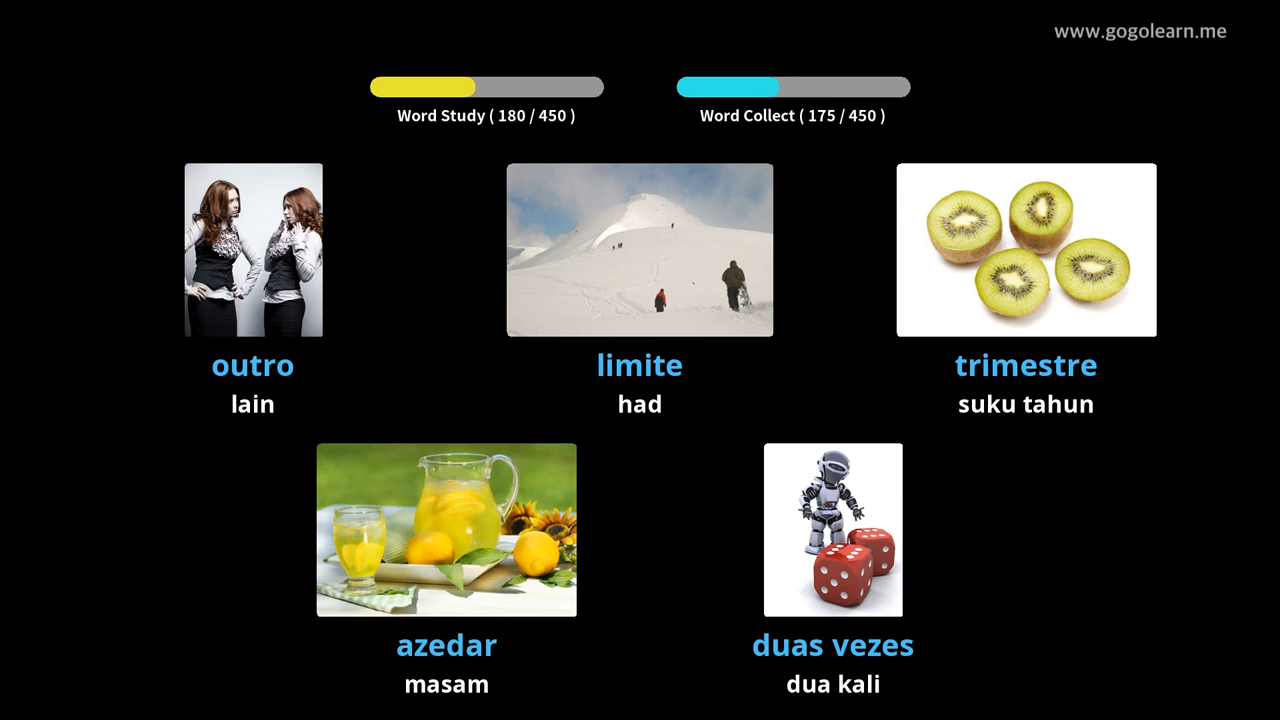 www.gogolearn.me
Word Study ( 180 / 450 )
Word Collect ( 175 / 450 )
outro
lain
limite
had
trimestre
suku tahun
azedar
masam
duas vezes
dua kali